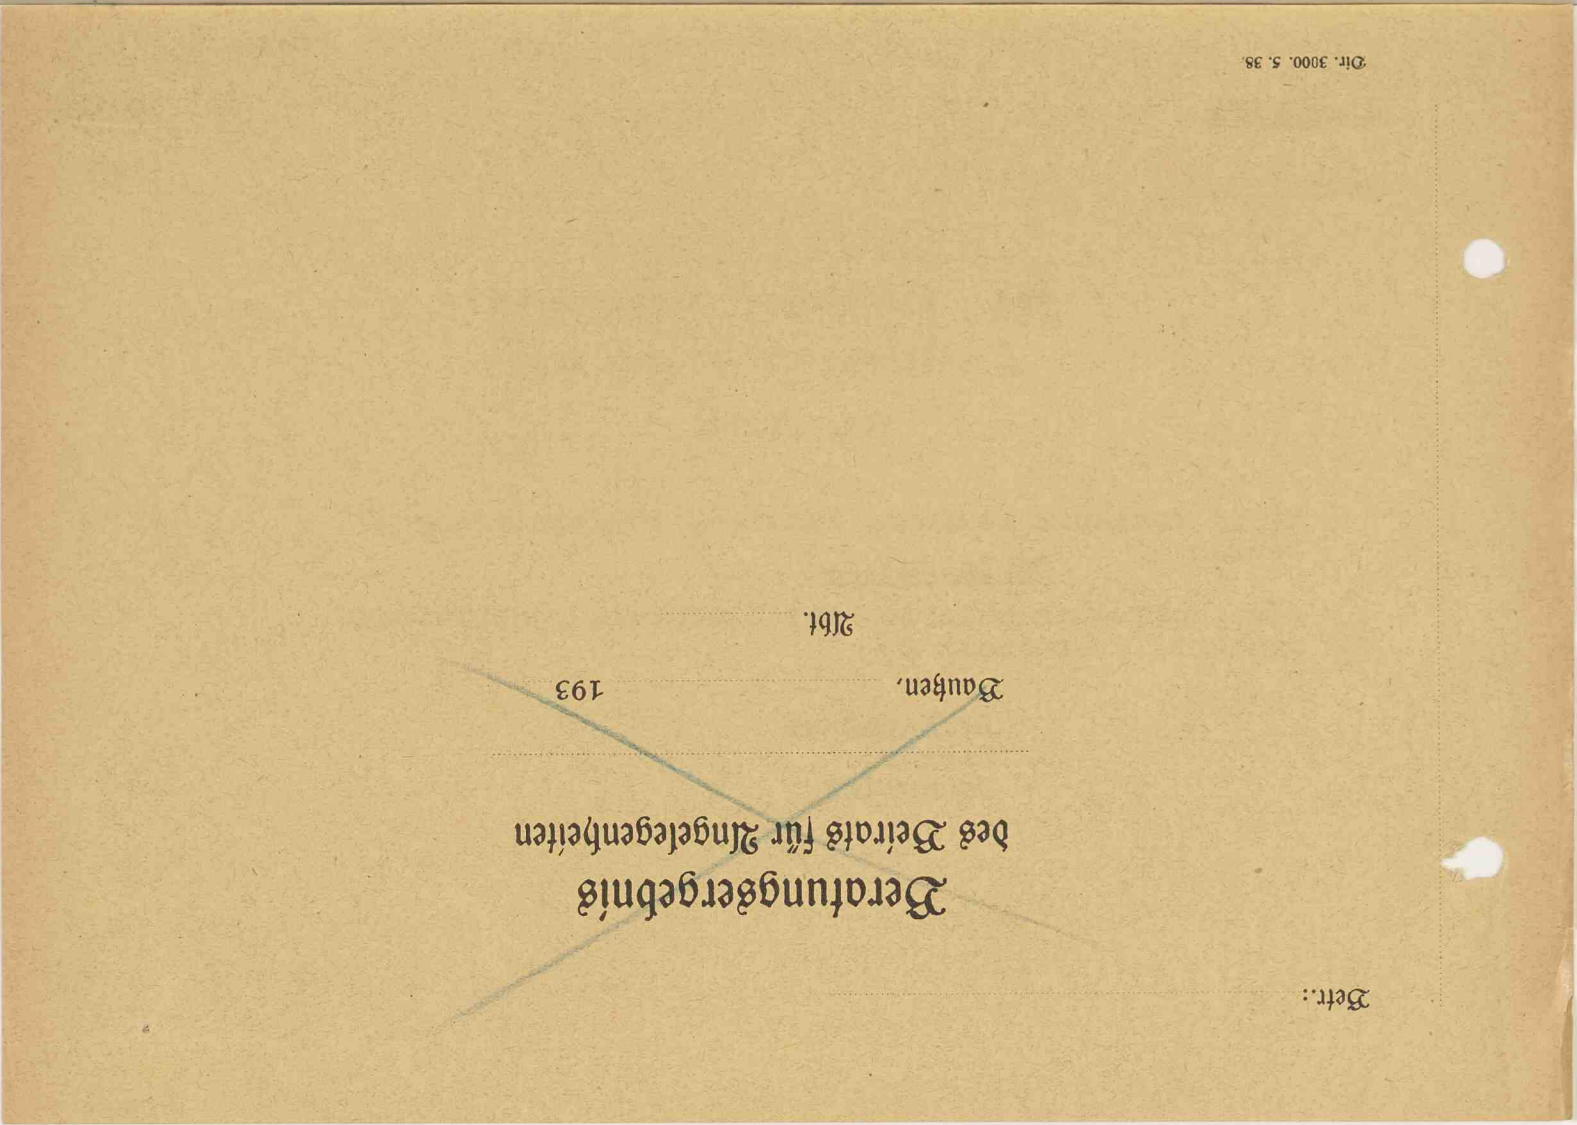 Betr.:
Beratungsergebnis
des Beirats für Angelegenheiten
Bautzen, 193
Abt.
Dir. 3000. 5. 38.